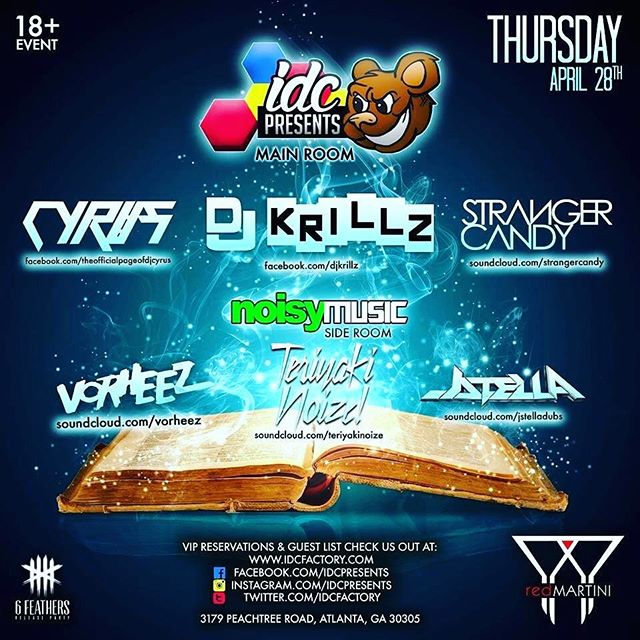 18+
EVENT
THURSDAY
APRIL 28TH
idc
PRESENTS
MAIN ROOM
CYRUS
facebook.com/theofficialpageofdjcyrus
DJ KRILLZ
facebook.com/djkrillz
STRANGER
CANDY
soundcloud.com/strangercandy
noisymusic
SIDE ROOM
VORHEEZ
soundcloud.com/vorheez
Teriyaki
Noize!
soundcloud.com/teriyakinoize
JSTELLA
soundcloud.com/jstelladubs
VIP RESERVATIONS & GUEST LIST CHECK US OUT AT:
WWW.IDCFACTORY.COM
FACEBOOK.COM/IDCPRESENTS
INSTAGRAM.COM/IDCPRESENTS
TWITTER.COM/IDCFACTORY
3179 PEACHTREE ROAD, ATLANTA, GA 30305
6 FEATHERS
RELEASE PARTY
redMARTINI